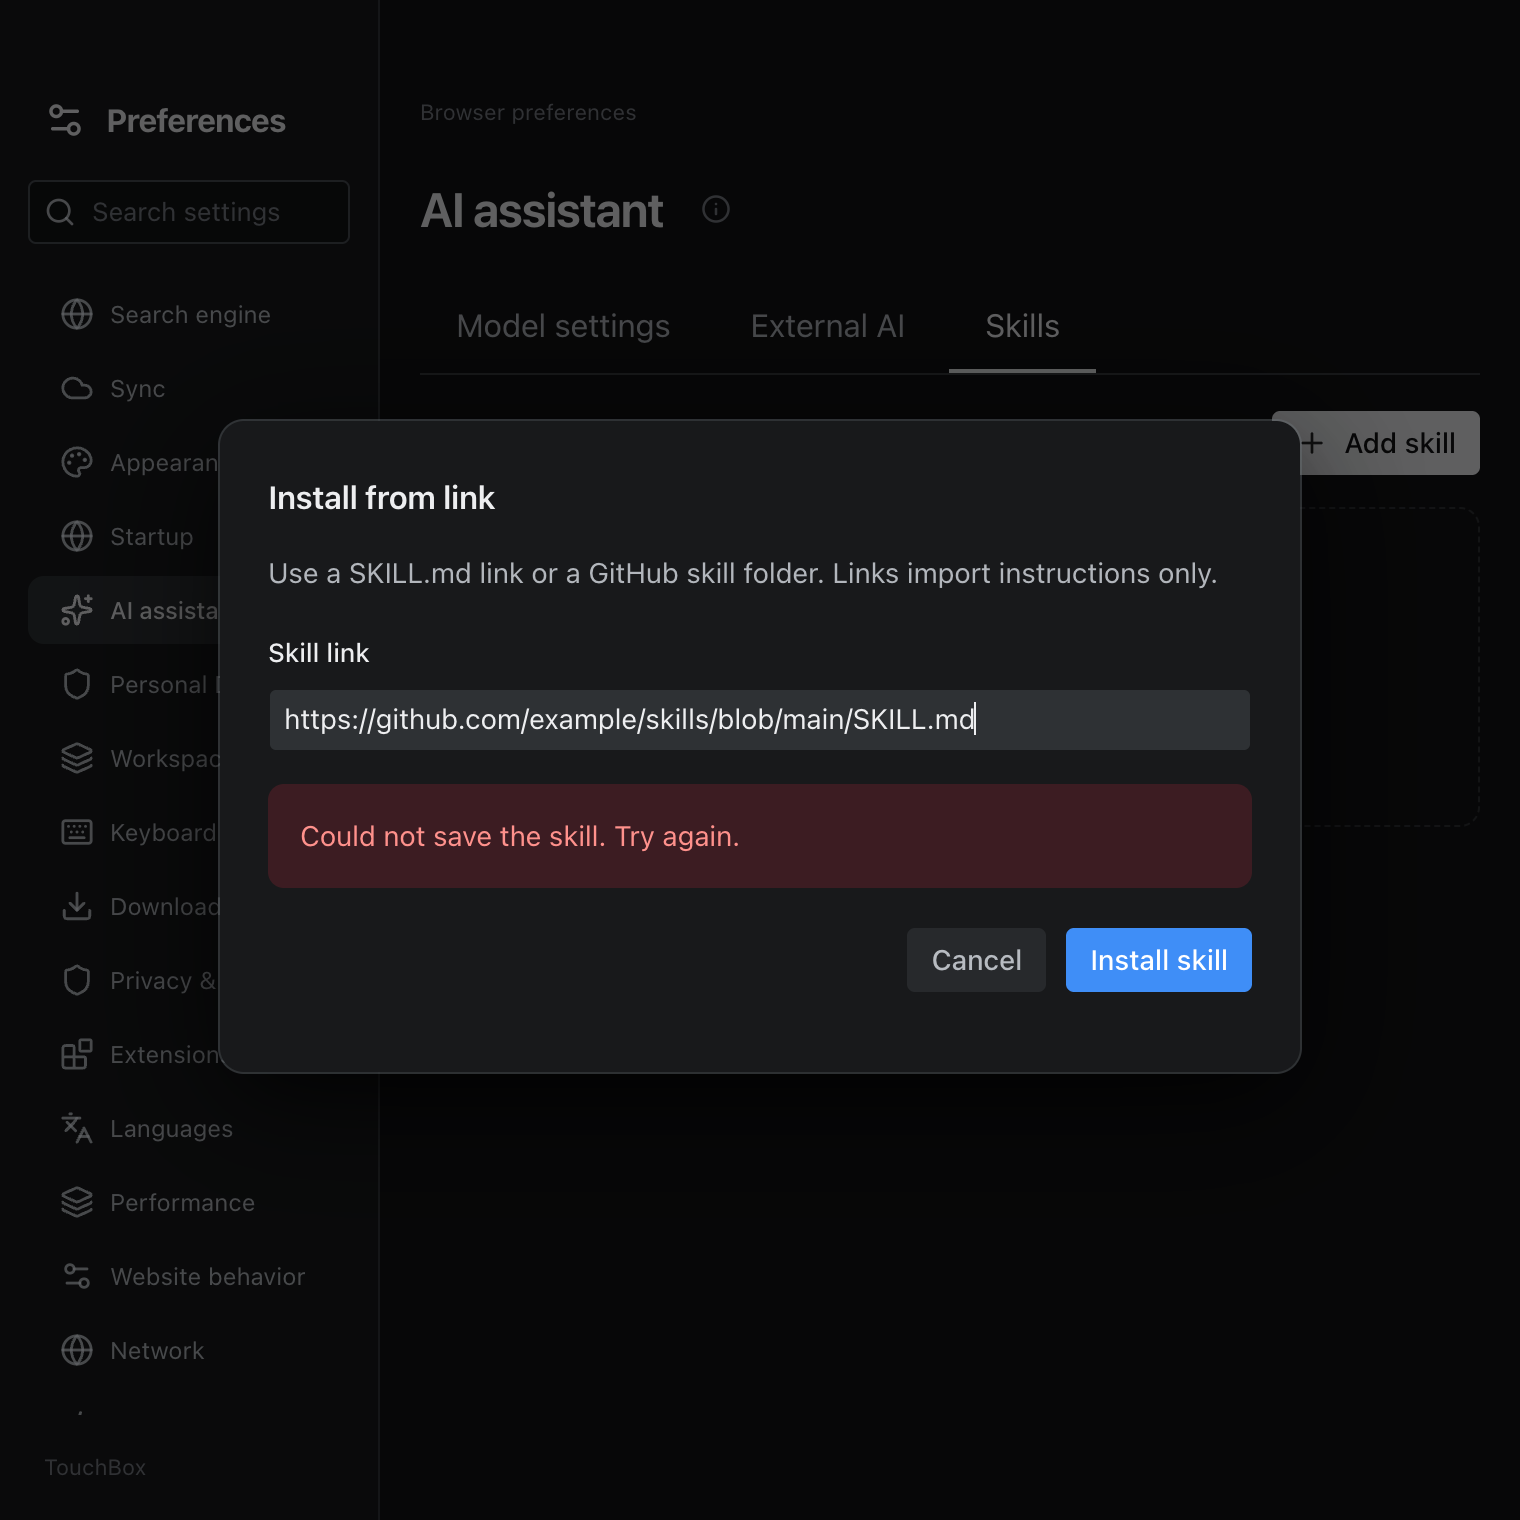 Preferences
Search settings
Search engine
Sync
Appearan
Startup
AI assista
Personal
Workspac
Keyboard
Download
Privacy &
Extension
Languages
Performance
Website behavior
Network
TouchBox
Browser preferences
AI assistant
Model settings
External AI
Skills
Add skill
Install from link
Use a SKILL.md link or a GitHub skill folder. Links import instructions only.
Skill link
https://github.com/example/skills/blob/main/SKILL.md
Could not save the skill. Try again.
Cancel
Install skill